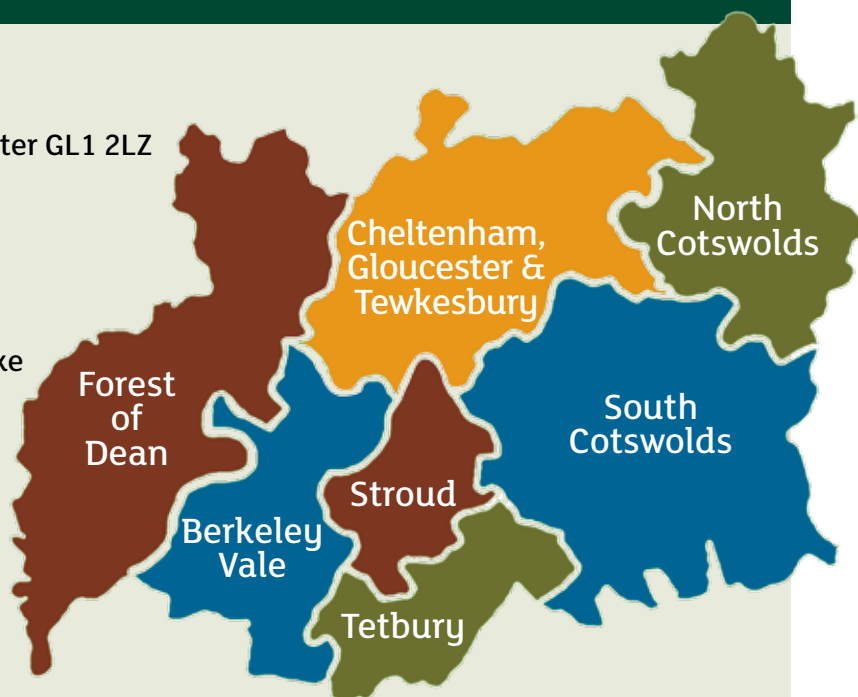 ter GL1 2LZ
North
Cotswolds
Cheltenham,
Gloucester &
Tewkesbury
ke
Forest
of
Dean
South
Cotswolds
Stroud
Berkeley
Vale
Tetbury